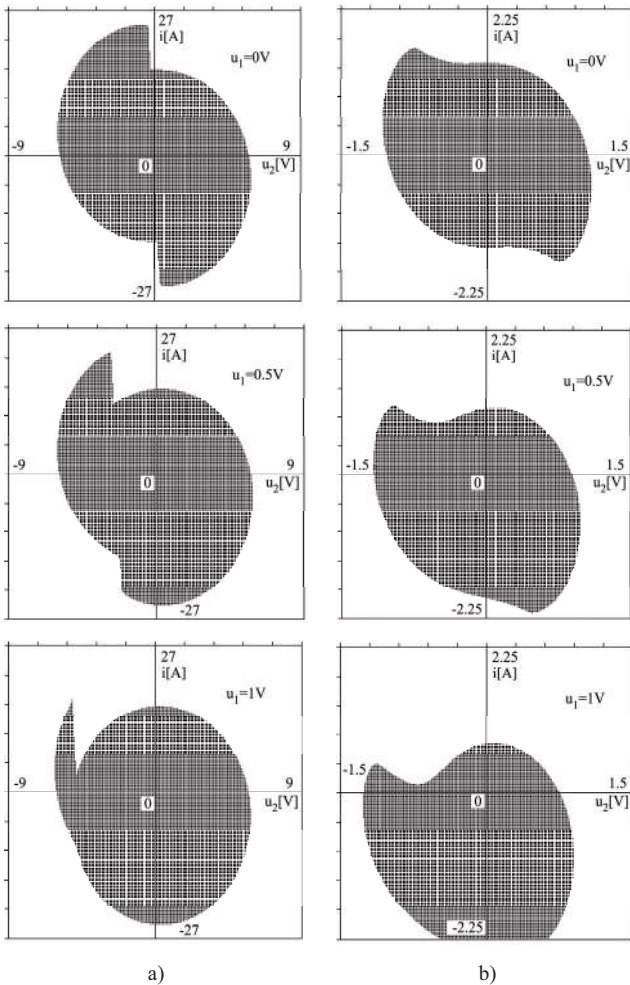 27
i[A]
u1=0V
-9
9
0
u2[V]
-27
2.25
i[A]
u1=0V
-1.5
1.5
0
u2[V]
-2.25
27
i[A]
u1=0.5V
-9
9
0
u2[V]
-27
2.25
i[A]
u1=0.5V
-1.5
1.5
0
u2[V]
-2.25
27
i[A]
u1=1V
-9
9
0
u2[V]
-27
2.25
i[A]
u1=1V
-1.5
1.5
0
u2[V]
-2.25
a)
b)